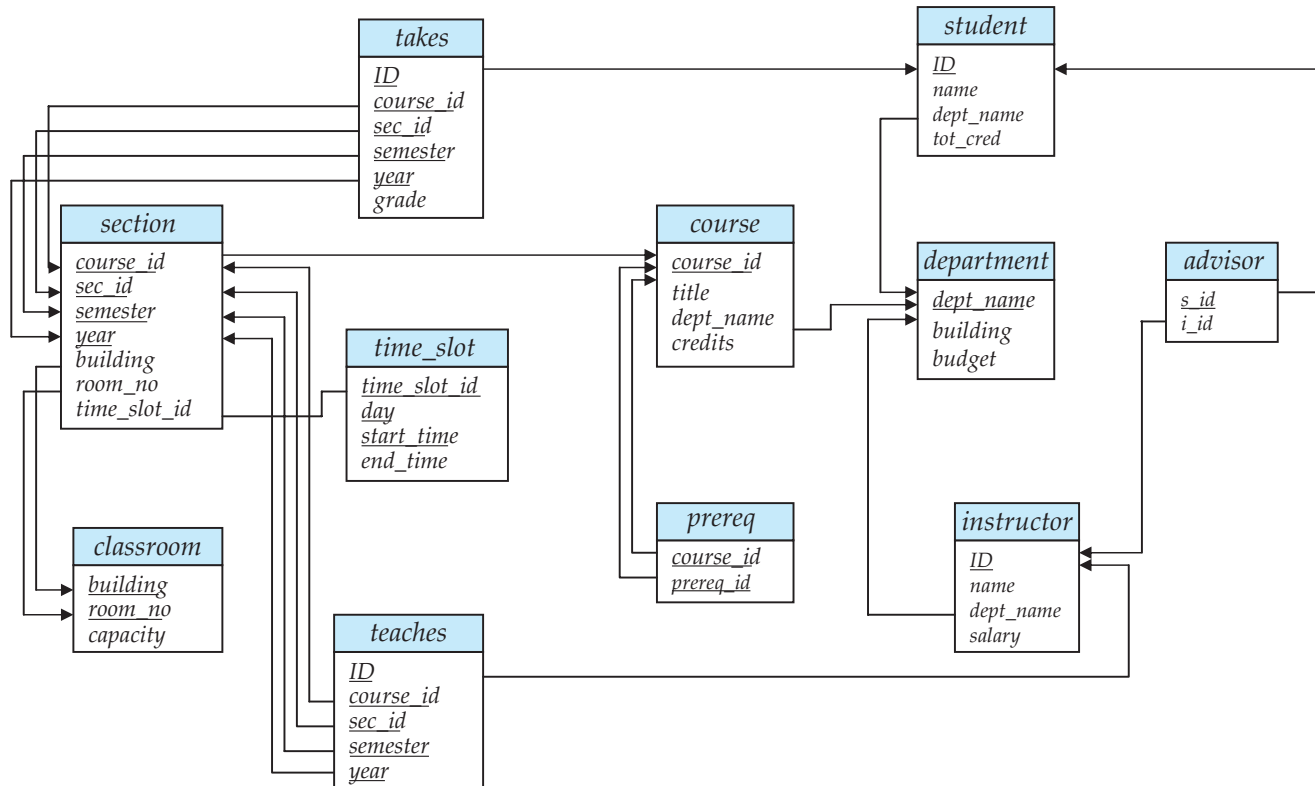 takes
ID
course_id
sec_id
semester
year
grade
student
ID
name
dept_name
tot_cred
section
course_id
sec_id
semester
year
building
room_no
time_slot_id
course
course_id
title
dept_name
credits
department
dept_name
building
budget
advisor
s_id
i_id
time_slot
time_slot_id
day
start_time
end_time
prereq
course_id
prereq_id
instructor
ID
name
dept_name
salary
classroom
building
room_no
capacity
teaches
ID
course_id
sec_id
semester
year